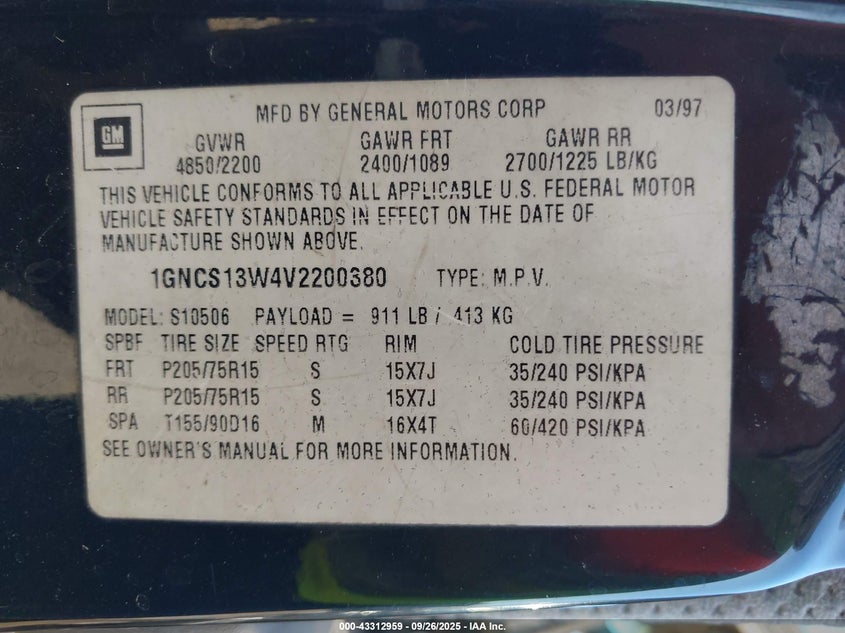 GM
MFD BY GENERAL MOTORS CORP 03/97
GVWR GAWR FRT GAWR RR
4850/2200 2400/1089 2700/1225 LB/KG
THIS VEHICLE CONFORMS TO ALL APPLICABLE U.S. FEDERAL MOTOR
VEHICLE SAFETY STANDARDS IN EFFECT ON THE DATE OF
MANUFACTURE SHOWN ABOVE.
1GNCS13W4V2200380 TYPE: M.P.V.
MODEL: S10506 PAYLOAD = 911 LB/ 413 KG
SPBF TIRE SIZE SPEED RTG RIM COLD TIRE PRESSURE
FRT P205/75R15 S 15X7J 35/240 PSI/KPA
RR P205/75R15 S 15X7J 35/240 PSI/KPA
SPA T155/90D16 M 16X4T 60/420 PSI/KPA
SEE OWNER'S MANUAL FOR MORE INFORMATION.
000-43312959 - 09/26/2025 - IAA Inc.